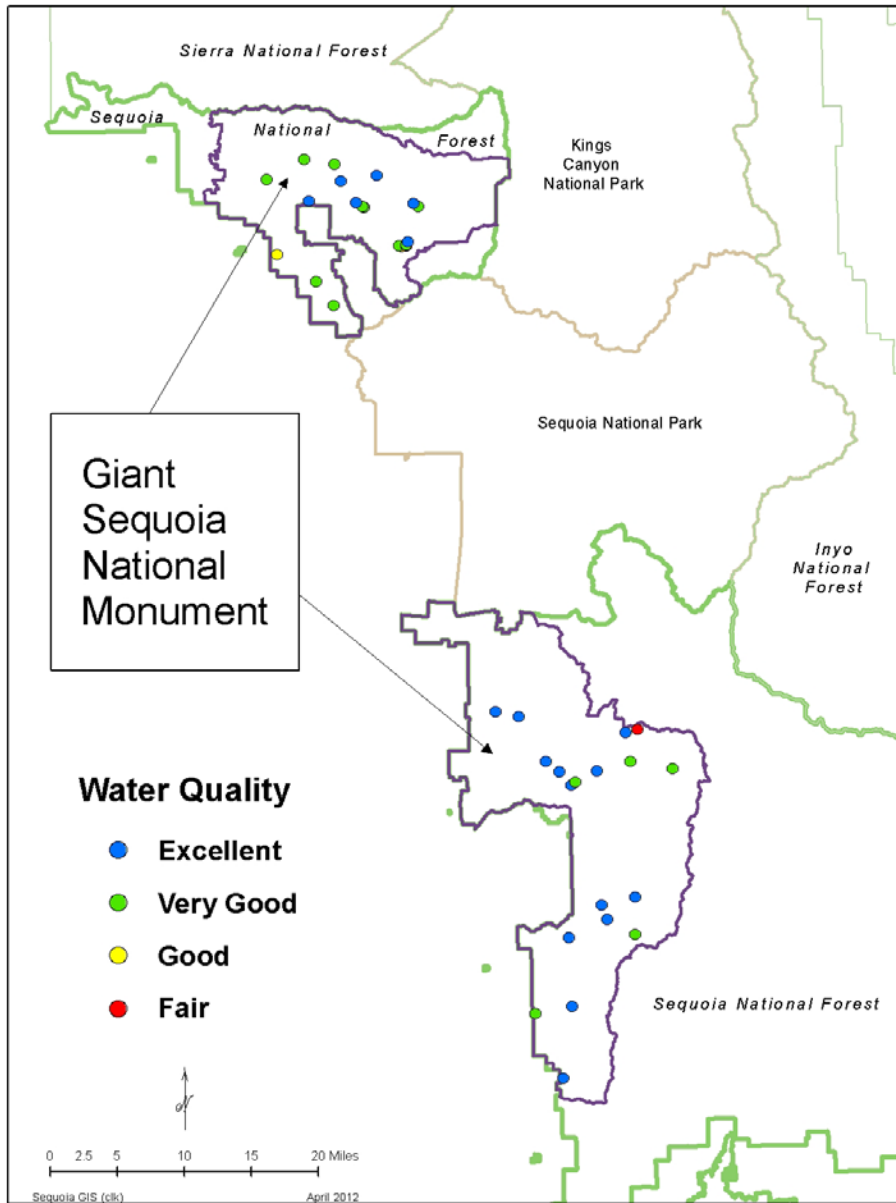 Sierra National Forest
Sequoia
National
Forest
Kings
Canyon
National Park
Sequoia National Park
Giant
Sequoia
National
Monument
Inyo
National
Forest
Water Quality
Excellent
Very Good
Good
Fair
Sequoia National Forest
N
0 2.5 5 10 15 20 Miles
Sequoia GIS (clk) April 2012